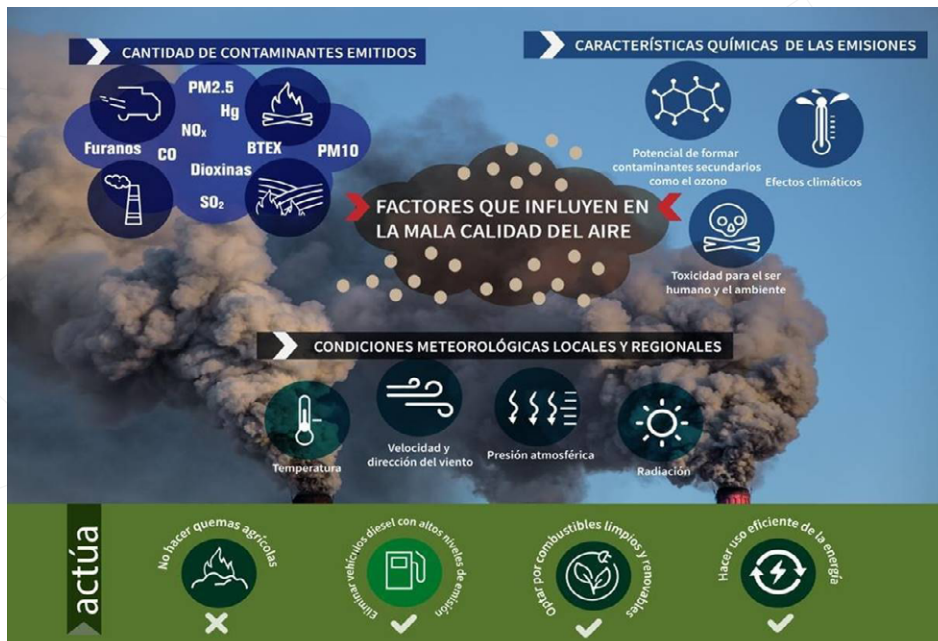 CANTIDAD DE CONTAMINANTES EMITIDOS
PM2.5
Hg
NOx
Furanos
CO
BTEX
PM10
Dioxinas
SO2
CARACTERÍSTICAS QUÍMICAS DE LAS EMISIONES
Potencial de formar
contaminantes secundarios
como el ozono
Efectos climáticos
Toxicidad para el ser
humano y el ambiente
FACTORES QUE INFLUYEN EN
LA MALA CALIDAD DEL AIRE
CONDICIONES METEOROLÓGICAS LOCALES Y REGIONALES
Temperatura
Velocidad y
dirección del viento
Presión atmosférica
Radiación
actúa
No hacer quemas agrícolas
Eliminar vehículos diesel con altos niveles de emisión
Optar por combustibles limpios y renovables
Hacer uso eficiente de la energía